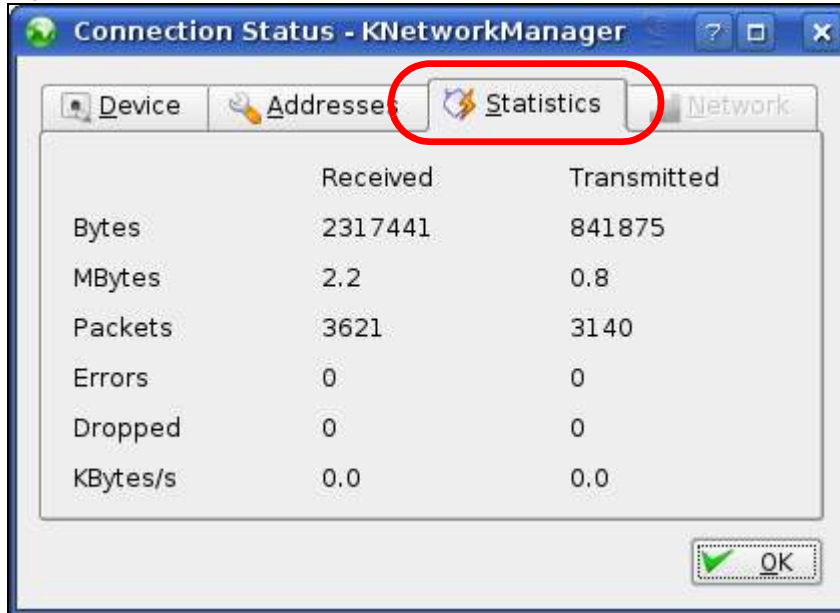 Connection Status - KNetworkManager
Device Addresses Statistics Network
Received Transmitted
Bytes 2317441 841875
MBytes 2.2 0.8
Packets 3621 3140
Errors 0 0
Dropped 0 0
KBytes/s 0.0 0.0
OK